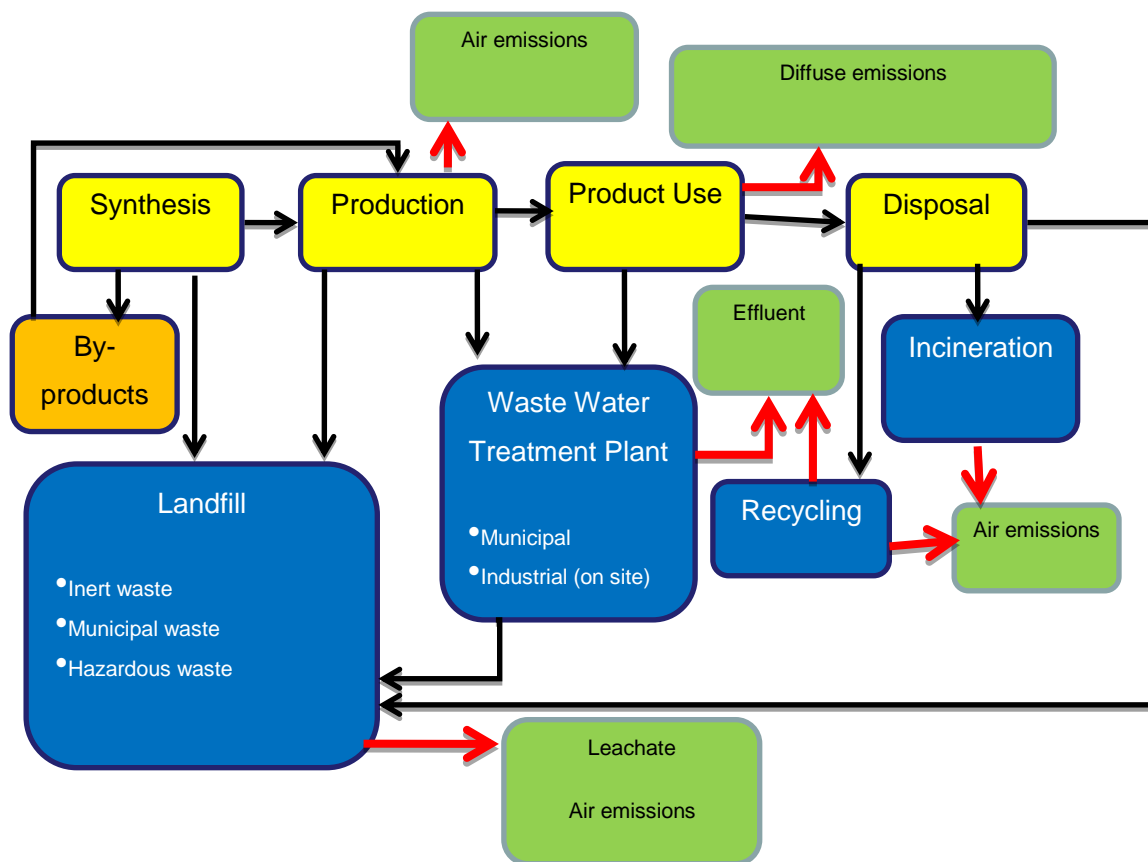 Air emissions
Diffuse emissions
Synthesis
Production
Product Use
Disposal
By-
products
Effluent
Incineration
Waste Water
Treatment Plant
•Municipal
•Industrial (on site)
Landfill
•Inert waste
•Municipal waste
•Hazardous waste
Recycling
Air emissions
Leachate
Air emissions